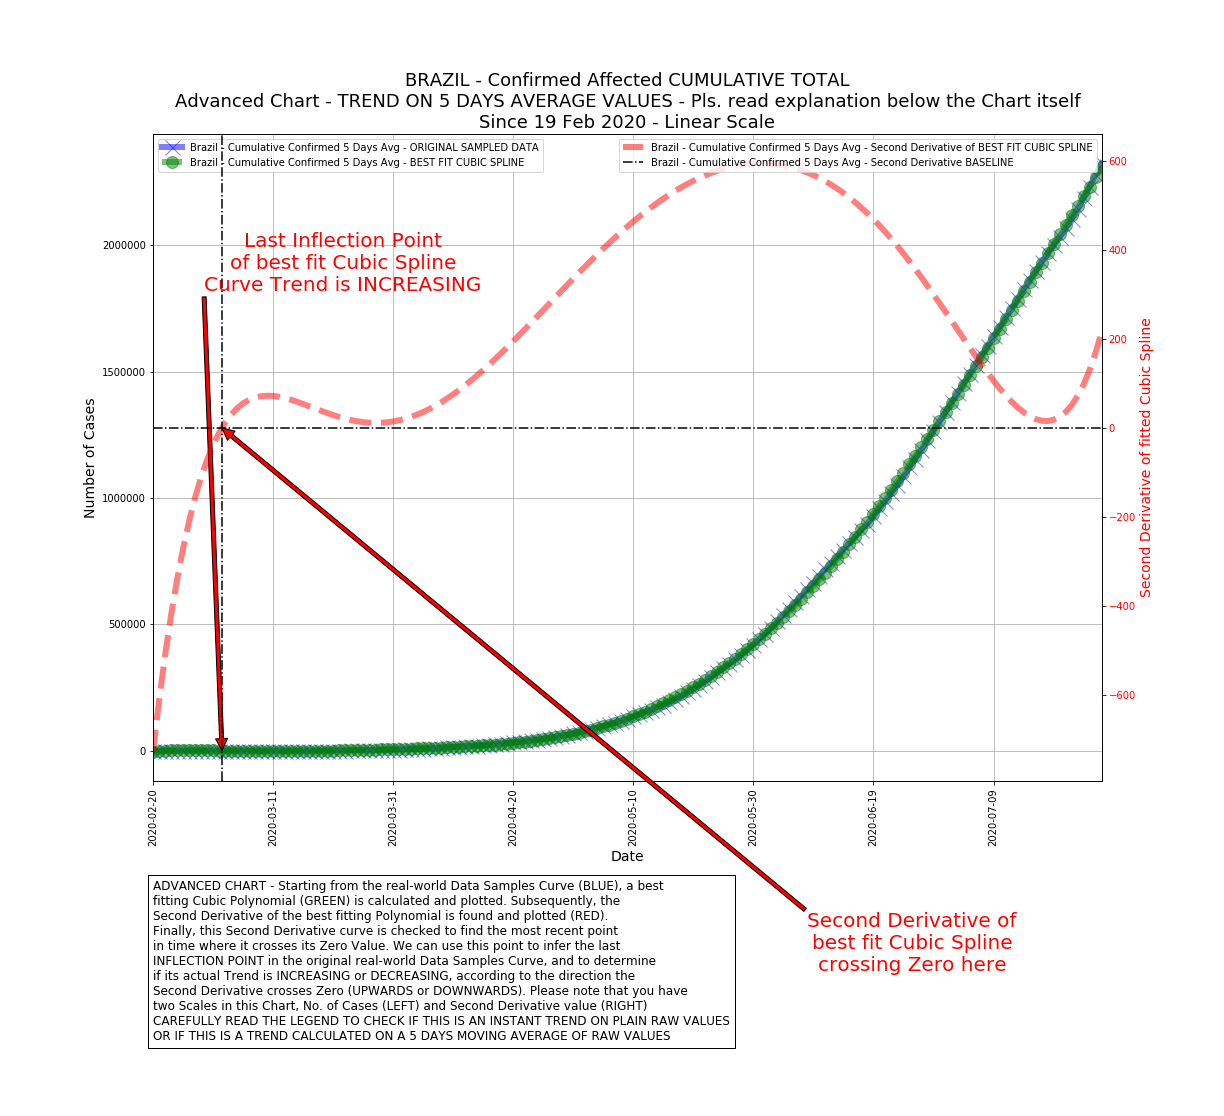 BRAZIL - Confirmed Affected CUMULATIVE TOTAL
Advanced Chart - TREND ON 5 DAYS AVERAGE VALUES - Pls. read explanation below the Chart itself
Since 19 Feb 2020 - Linear Scale
Brazil - Cumulative Confirmed 5 Days Avg - ORIGINAL SAMPLED DATA
Brazil - Cumulative Confirmed 5 Days Avg - BEST FIT CUBIC SPLINE
Brazil - Cumulative Confirmed 5 Days Avg - Second Derivative of BEST FIT CUBIC SPLINE
Brazil - Cumulative Confirmed 5 Days Avg - Second Derivative BASELINE
Last Inflection Point
of best fit Cubic Spline
Curve Trend is INCREASING
Number of Cases
2000000
1500000
1000000
500000
0
600
400
200
0
−200
−400
−600
Second Derivative of fitted Cubic Spline
2020-02-20
2020-03-11
2020-03-31
2020-04-20
2020-05-10
2020-05-30
2020-06-19
2020-07-09
Date
ADVANCED CHART - Starting from the real-world Data Samples Curve (BLUE), a best
fitting Cubic Polynomial (GREEN) is calculated and plotted. Subsequently, the
Second Derivative of the best fitting Polynomial is found and plotted (RED).
Finally, this Second Derivative curve is checked to find the most recent point
in time where it crosses its Zero Value. We can use this point to infer the last
INFLECTION POINT in the original real-world Data Samples Curve, and to determine
if its actual Trend is INCREASING or DECREASING, according to the direction the
Second Derivative crosses Zero (UPWARDS or DOWNWARDS). Please note that you have
two Scales in this Chart, No. of Cases (LEFT) and Second Derivative value (RIGHT)
CAREFULLY READ THE LEGEND TO CHECK IF THIS IS AN INSTANT TREND ON PLAIN RAW VALUES
OR IF THIS IS A TREND CALCULATED ON A 5 DAYS MOVING AVERAGE OF RAW VALUES
Second Derivative of
best fit Cubic Spline
crossing Zero here